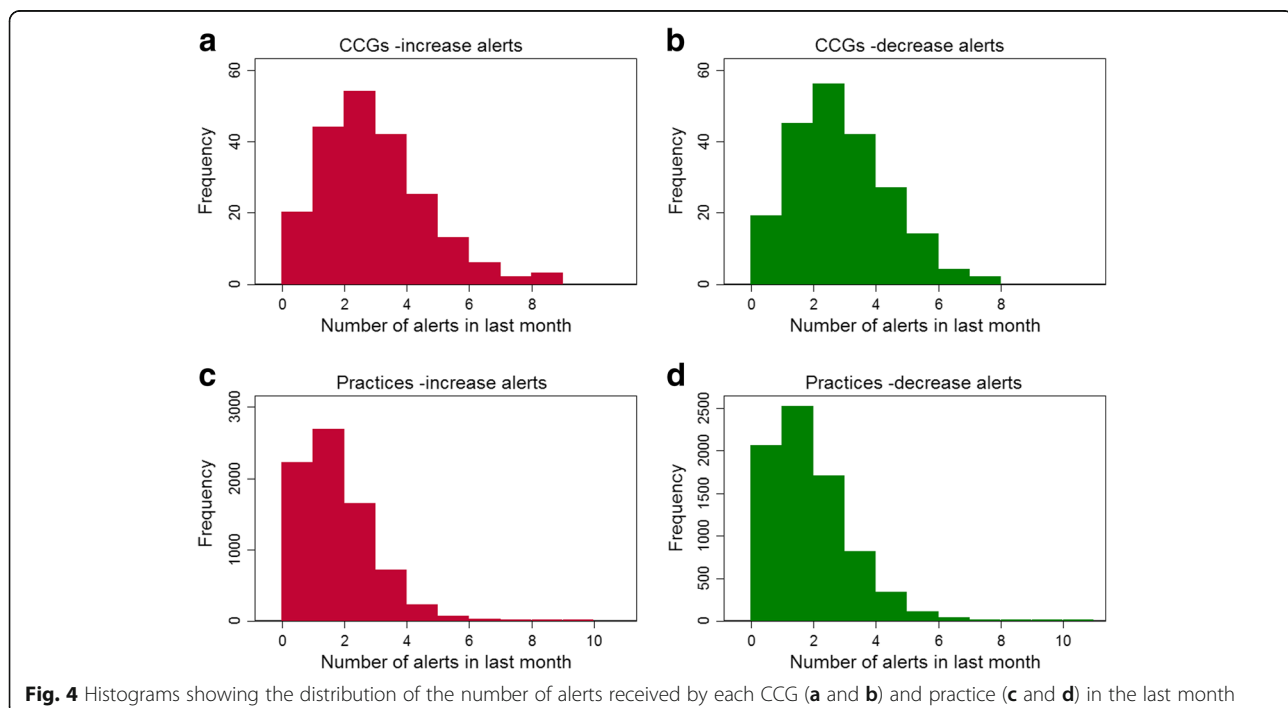 a
CCGs -increase alerts
60
40
20
0
Frequency
0 2 4 6 8
Number of alerts in last month
b
CCGs -decrease alerts
60
40
20
0
Frequency
0 2 4 6 8
Number of alerts in last month
c
Practices -increase alerts
3000
2000
1000
0
Frequency
0 2 4 6 8 10
Number of alerts in last month
d
Practices -decrease alerts
2500
2000
1500
1000
500
0
Frequency
0 2 4 6 8 10
Number of alerts in last month
Fig. 4 Histograms showing the distribution of the number of alerts received by each CCG (a and b) and practice (c and d) in the last month